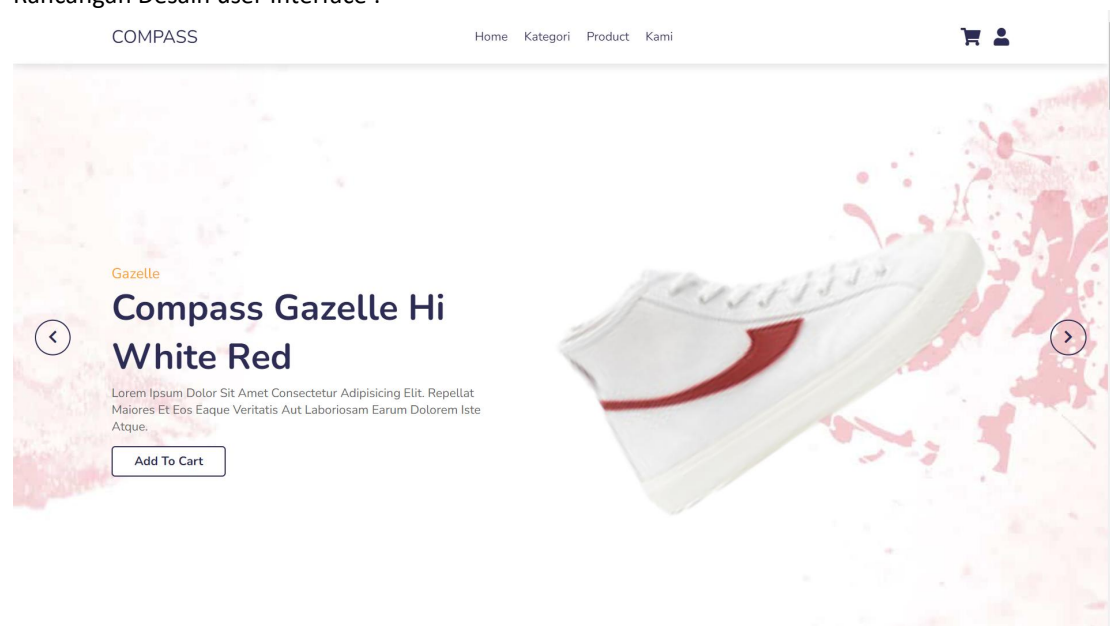 Rancangan Desain user interface :
COMPASS
Home Kategori Product Kami
Gazelle
Compass Gazelle Hi
White Red
Lorem Ipsum Dolor Sit Amet Consectetur Adipisicing Elit. Repellat
Maiores Et Eos Eaque Veritatis Aut Laboriosam Earum Dolorem Iste
Atque.
Add To Cart